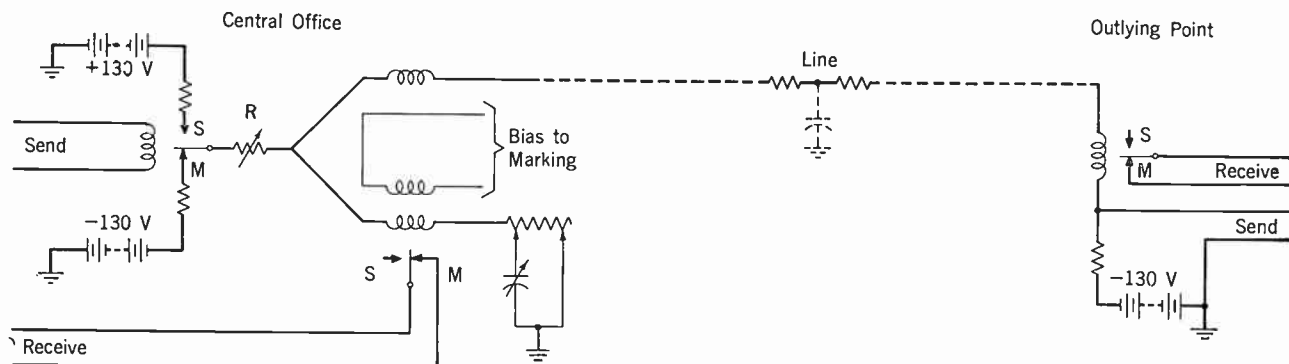 Central Office
Outlying Point
+130 V
Line
R
S
Send
M
Bias to
Marking
S
M
Receive
−130 V
Send
S
M
−130 V
Receive